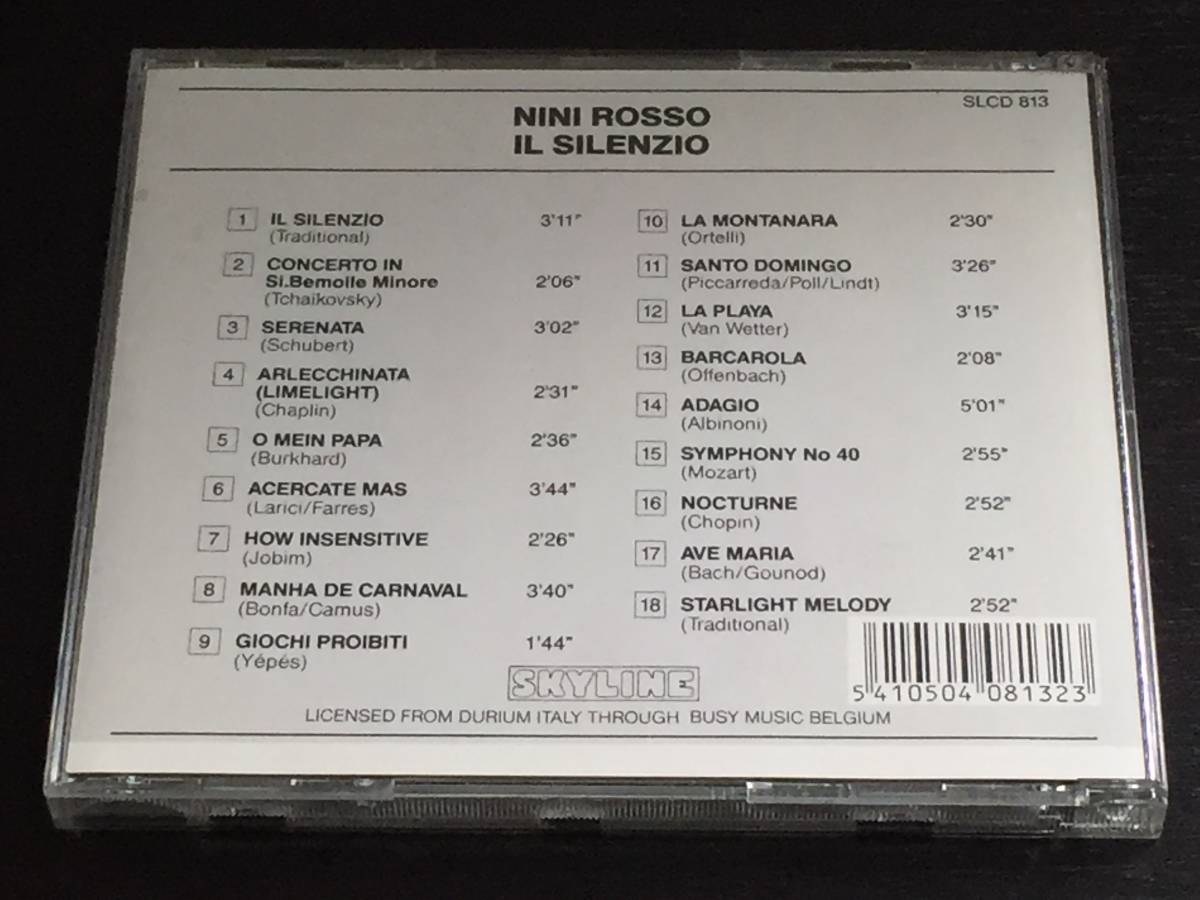 SLCD 813
NINI ROSSO
IL SILENZIO
1 IL SILENZIO 3'11"
(Traditional)
2 CONCERTO IN
Si.Bemolle Minore 2'06"
(Tchaikovsky)
3 SERENATA 3'02"
(Schubert)
4 ARLECCHINATA
(LIMELIGHT) 2'31"
(Chaplin)
5 O MEIN PAPA 2'36"
(Burkhard)
6 ACERCATE MAS 3'44"
(Larici/Farres)
7 HOW INSENSITIVE 2'26"
(Jobim)
8 MANHA DE CARNAVAL 3'40"
(Bonfa/Camus)
9 GIOCHI PROIBITI 1'44"
(Yépés)
10 LA MONTANARA 2'30"
(Ortelli)
11 SANTO DOMINGO 3'26"
(Piccarreda/Poll/Lindt)
12 LA PLAYA 3'15"
(Van Wetter)
13 BARCAROLA 2'08"
(Offenbach)
14 ADAGIO 5'01"
(Albinoni)
15 SYMPHONY No 40 2'55"
(Mozart)
16 NOCTURNE 2'52"
(Chopin)
17 AVE MARIA 2'41"
(Bach/Gounod)
18 STARLIGHT MELODY 2'52"
(Traditional)
SKYLINE
5 410504 081323
LICENSED FROM DURIUM ITALY THROUGH BUSY MUSIC BELGIUM